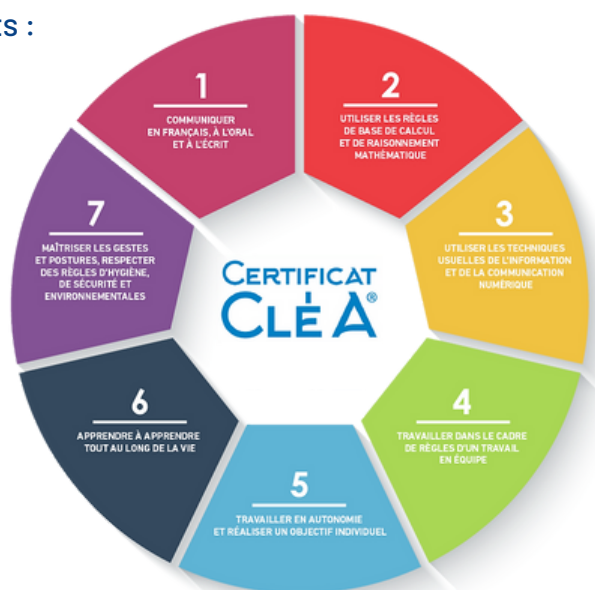 1
COMMUNIQUER
EN FRANÇAIS, À L'ORAL
ET À L'ÉCRIT
2
UTILISER LES RÈGLES
DE BASE DE CALCUL
ET DE RAISONNEMENT
MATHÉMATIQUE
3
UTILISER LES TECHNIQUES
USUELLES DE L'INFORMATION
ET DE LA COMMUNICATION
NUMÉRIQUE
4
TRAVAILLER DANS LE CADRE
DE RÈGLES D'UN TRAVAIL
EN ÉQUIPE
5
TRAVAILLER EN AUTONOMIE
ET RÉALISER UN OBJECTIF INDIVIDUEL
6
APPRENDRE À APPRENDRE
TOUT AU LONG DE LA VIE
7
MAÎTRISER LES GESTES
ET POSTURES, RESPECTER
DES RÈGLES D'HYGIÈNE,
DE SÉCURITÉ ET
ENVIRONNEMENTALES
CERTIFICAT
CLÉA®